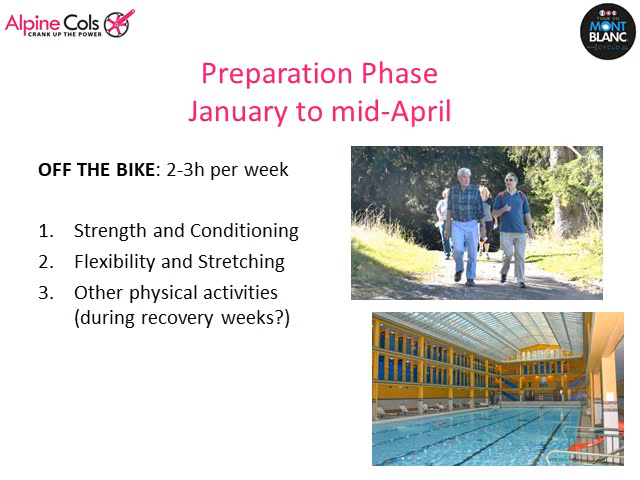 Alpine Cols
CRANK UP THE POWER
MONT
BLANC
CYCLO
Preparation Phase
January to mid-April
OFF THE BIKE: 2-3h per week
1. Strength and Conditioning
2. Flexibility and Stretching
3. Other physical activities
(during recovery weeks?)